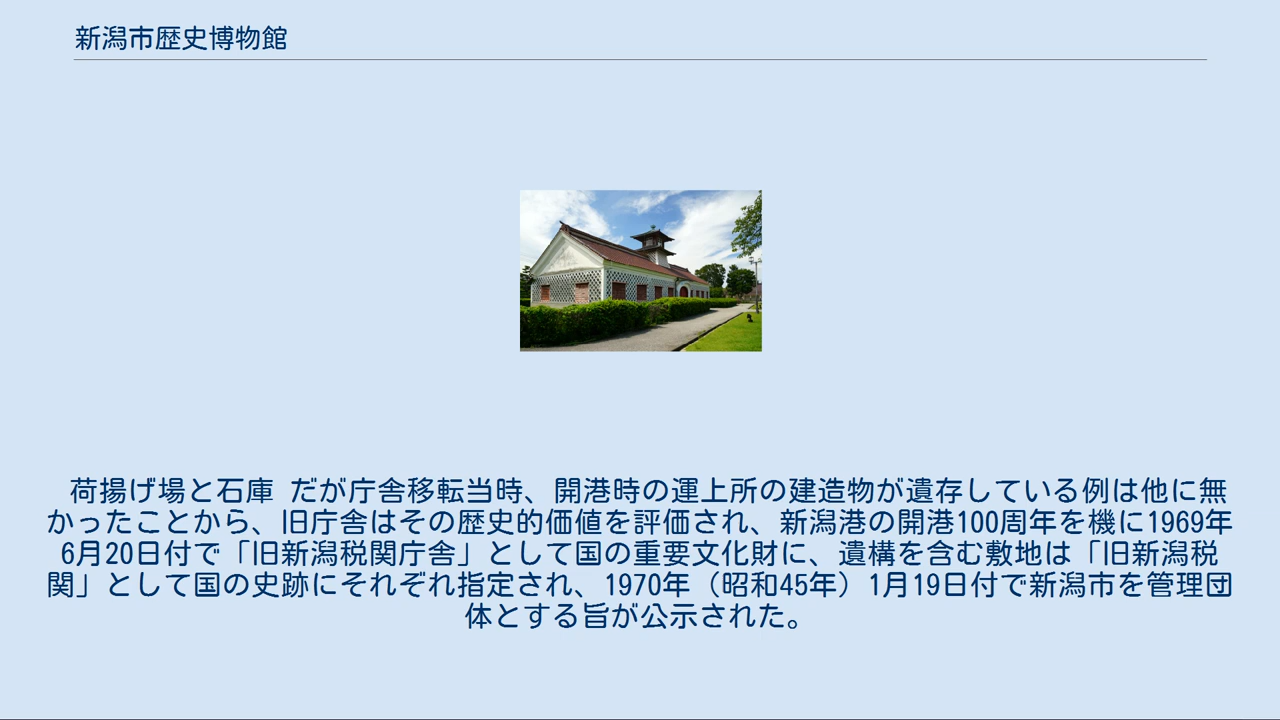 新潟市歴史博物館
荷揚げ場と石庫 だが庁舎移転当時、開港時の運上所の建造物が遺存している例は他に無
かったことから、旧庁舎はその歴史的価値を評価され、新潟港の開港100周年を機に1969年
6月20日付で「旧新潟税関庁舎」として国の重要文化財に、遺構を含む敷地は「旧新潟税
関」として国の史跡にそれぞれ指定され、1970年（昭和45年）1月19日付で新潟市を管理団
体とする旨が公示された。